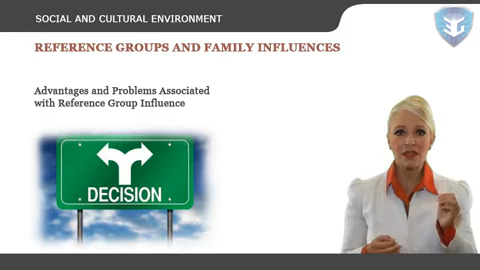 SOCIAL AND CULTURAL ENVIRONMENT
REFERENCE GROUPS AND FAMILY INFLUENCES
Advantages and Problems Associated
with Reference Group Influence
DECISION